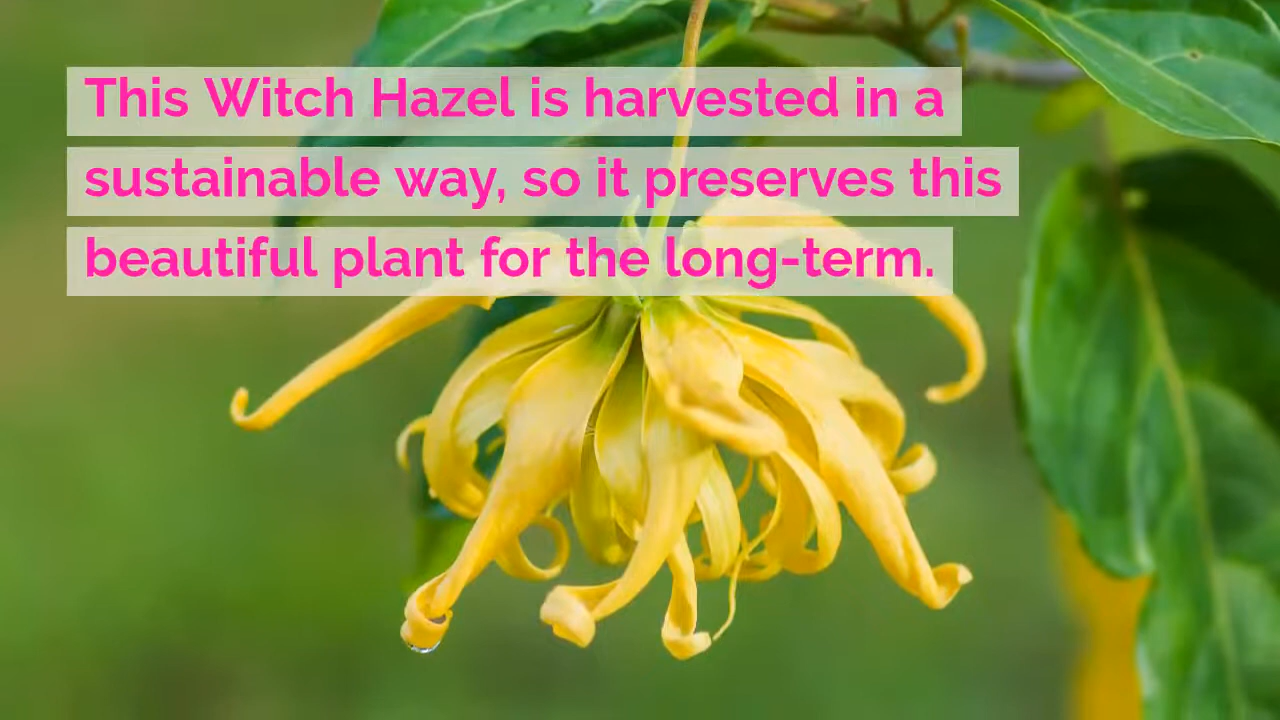 This Witch Hazel is harvested in a
sustainable way, so it preserves this
beautiful plant for the long-term.